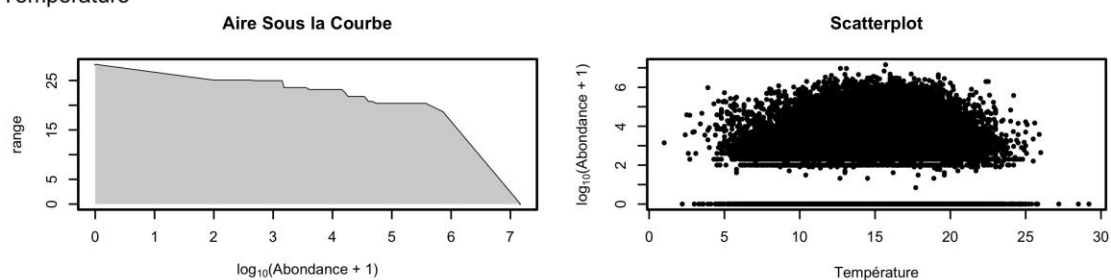 Température
Aire Sous la Courbe
range
0
5
15
25
0 1 2 3 4 5 6 7
log₁₀(Abondance + 1)
Scatterplot
log₁₀(Abondance + 1)
0
2
4
6
0 5 10 15 20 25 30
Température